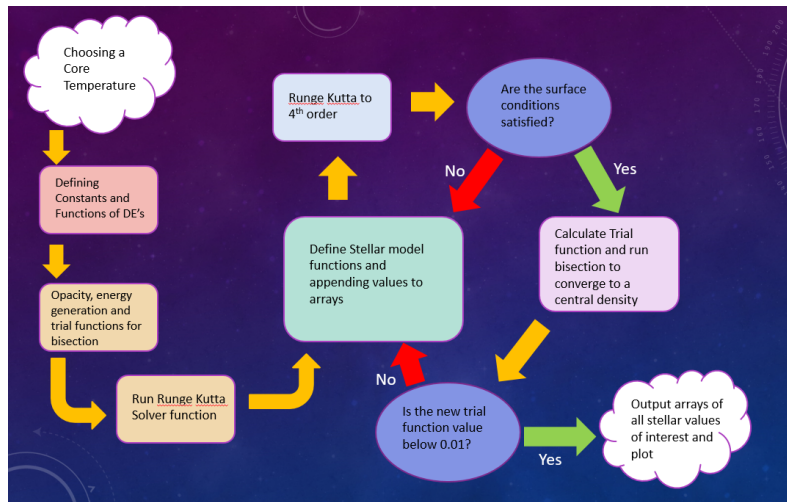 Choosing a
Core
Temperature
Defining
Constants and
Functions of DE's
Opacity, energy
generation and
trial functions for
bisection
Run Runge Kutta
Solver function
Define Stellar model
functions and
appending values to
arrays
Runge Kutta to
4th order
Are the surface
conditions
satisfied?
No
Yes
Calculate Trial
function and run
bisection to
converge to a
central density
Is the new trial
function value
below 0.01?
No
Yes
Output arrays of
all stellar values
of interest and
plot